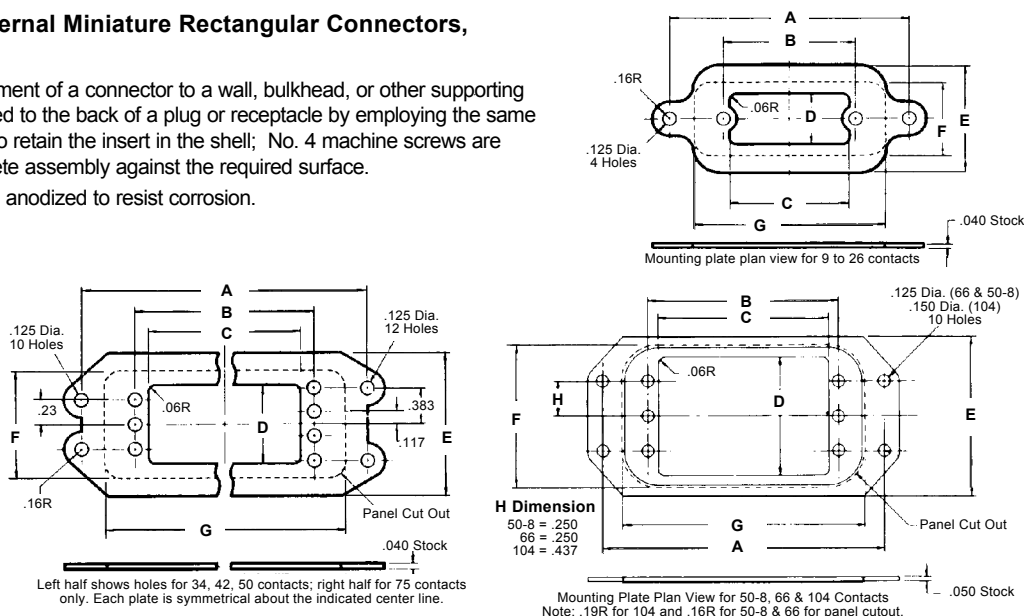 ernal Miniature Rectangular Connectors,
ment of a connector to a wall, bulkhead, or other supporting
ed to the back of a plug or receptacle by employing the same
o retain the insert in the shell; No. 4 machine screws are
ete assembly against the required surface.
anodized to resist corrosion.
A
B
.16R
.06R
D
F
E
.125 Dia.
4 Holes
C
G
.040 Stock
Mounting plate plan view for 9 to 26 contacts
A
B
C
.125 Dia.
10 Holes
.125 Dia.
12 Holes
.23
.06R
.383
F
D
E
.117
.16R
Panel Cut Out
G
.040 Stock
Left half shows holes for 34, 42, 50 contacts; right half for 75 contacts
only. Each plate is symmetrical about the indicated center line.
B
C
.125 Dia. (66 & 50-8)
.150 Dia. (104)
10 Holes
.06R
H
F
D
E
H Dimension
50-8 = .250
66 = .250
104 = .437
G
Panel Cut Out
A
.050 Stock
Mounting Plate Plan View for 50-8, 66 & 104 Contacts
Note: .19R for 104 and .16R for 50-8 & 66 for panel cutout.